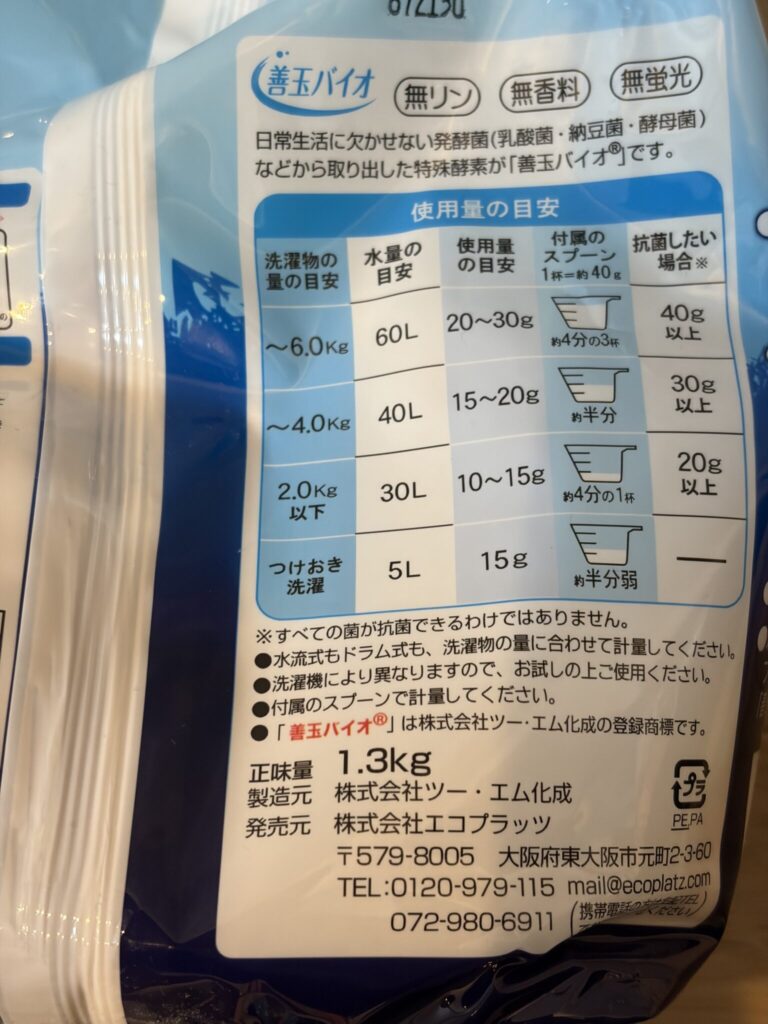 善玉バイオ 無リン 無香料 無蛍光
日常生活に欠かせない発酵菌(乳酸菌・納豆菌・酵母菌)
などから取り出した特殊酵素が「善玉バイオ®」です。
使用量の目安
洗濯物の
量の目安
水量の
目安
使用量
の目安
付属の
スプーン
1杯=約40g
抗菌したい
場合※
～6.0Kg 60L 20～30g 約4分の3杯 40g
以上
～4.0Kg 40L 15～20g 約半分 30g
以上
2.0Kg
以下
30L 10～15g 約4分の1杯 20g
以上
つけおき
洗濯
5L 15g 約半分弱 —
※すべての菌が抗菌できるわけではありません。
●水流式もドラム式も、洗濯物の量に合わせて計量してください。
●洗濯機により異なりますので、お試しの上ご使用ください。
●付属のスプーンで計量してください。
●「善玉バイオ®」は株式会社ツー・エム化成の登録商標です。
正味量 1.3kg
製造元 株式会社ツー・エム化成
発売元 株式会社エコプラッツ
プラ
PE,PA
〒579-8005 大阪府東大阪市元町2-3-60
TEL:0120-979-115 mail@ecoplatz.com
072-980-6911